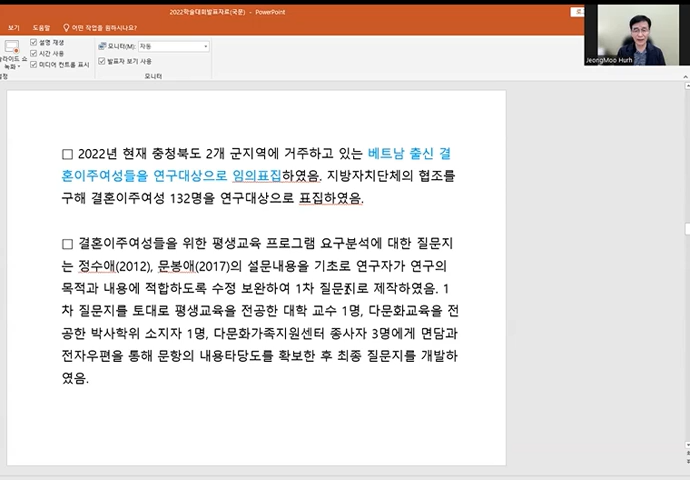 2022학술대회발표자료(국문) - PowerPoint
보기 도움말 어떤 작업을 원하시나요?
설명 재생
시간 사용
미디어 컨트롤 표시
녹화
모니터(M): 자동
발표자 보기 사용
모니터
JeongMoo Hurh
□ 2022년 현재 충청북도 2개 군지역에 거주하고 있는 베트남 출신 결
혼이주여성들을 연구대상으로 임의표집하였음. 지방자치단체의 협조를
구해 결혼이주여성 132명을 연구대상으로 표집하였음.
□ 결혼이주여성들을 위한 평생교육 프로그램 요구분석에 대한 질문지
는 정수애(2012), 문봉애(2017)의 설문내용을 기초로 연구자가 연구의
목적과 내용에 적합하도록 수정 보완하여 1차 질문지로 제작하였음. 1
차 질문지를 토대로 평생교육을 전공한 대학 교수 1명, 다문화교육을 전
공한 박사학위 소지자 1명, 다문화가족지원센터 종사자 3명에게 면담과
전자우편을 통해 문항의 내용타당도를 확보한 후 최종 질문지를 개발하
였음.